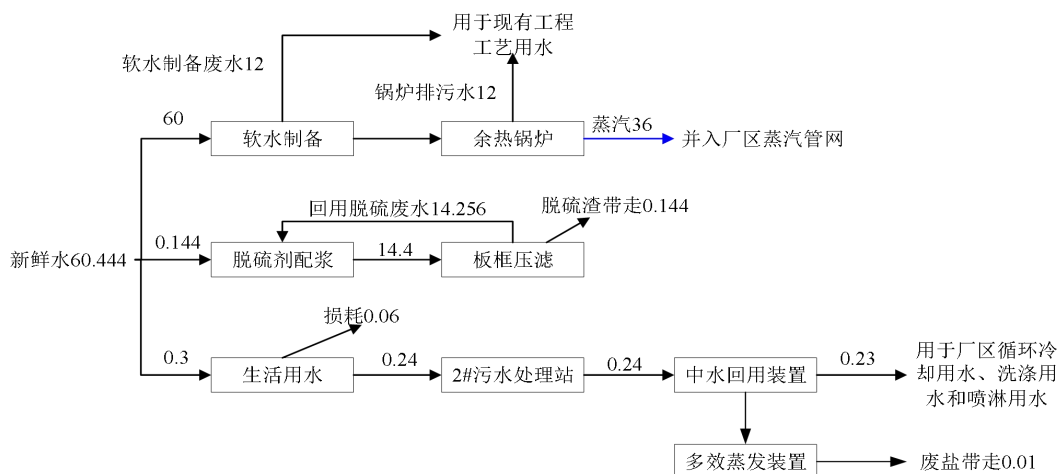 用于现有工程
工艺用水
软水制备废水12
锅炉排污水12
60
软水制备
余热锅炉
蒸汽36
并入厂区蒸汽管网
回用脱硫废水14.256
脱硫渣带走0.144
新鲜水60.444
0.144
脱硫剂配浆
14.4
板框压滤
损耗0.06
0.3
生活用水
0.24
2#污水处理站
0.24
中水回用装置
0.23
用于厂区循环冷
却用水、洗涤用
水和喷淋用水
多效蒸发装置
废盐带走0.01